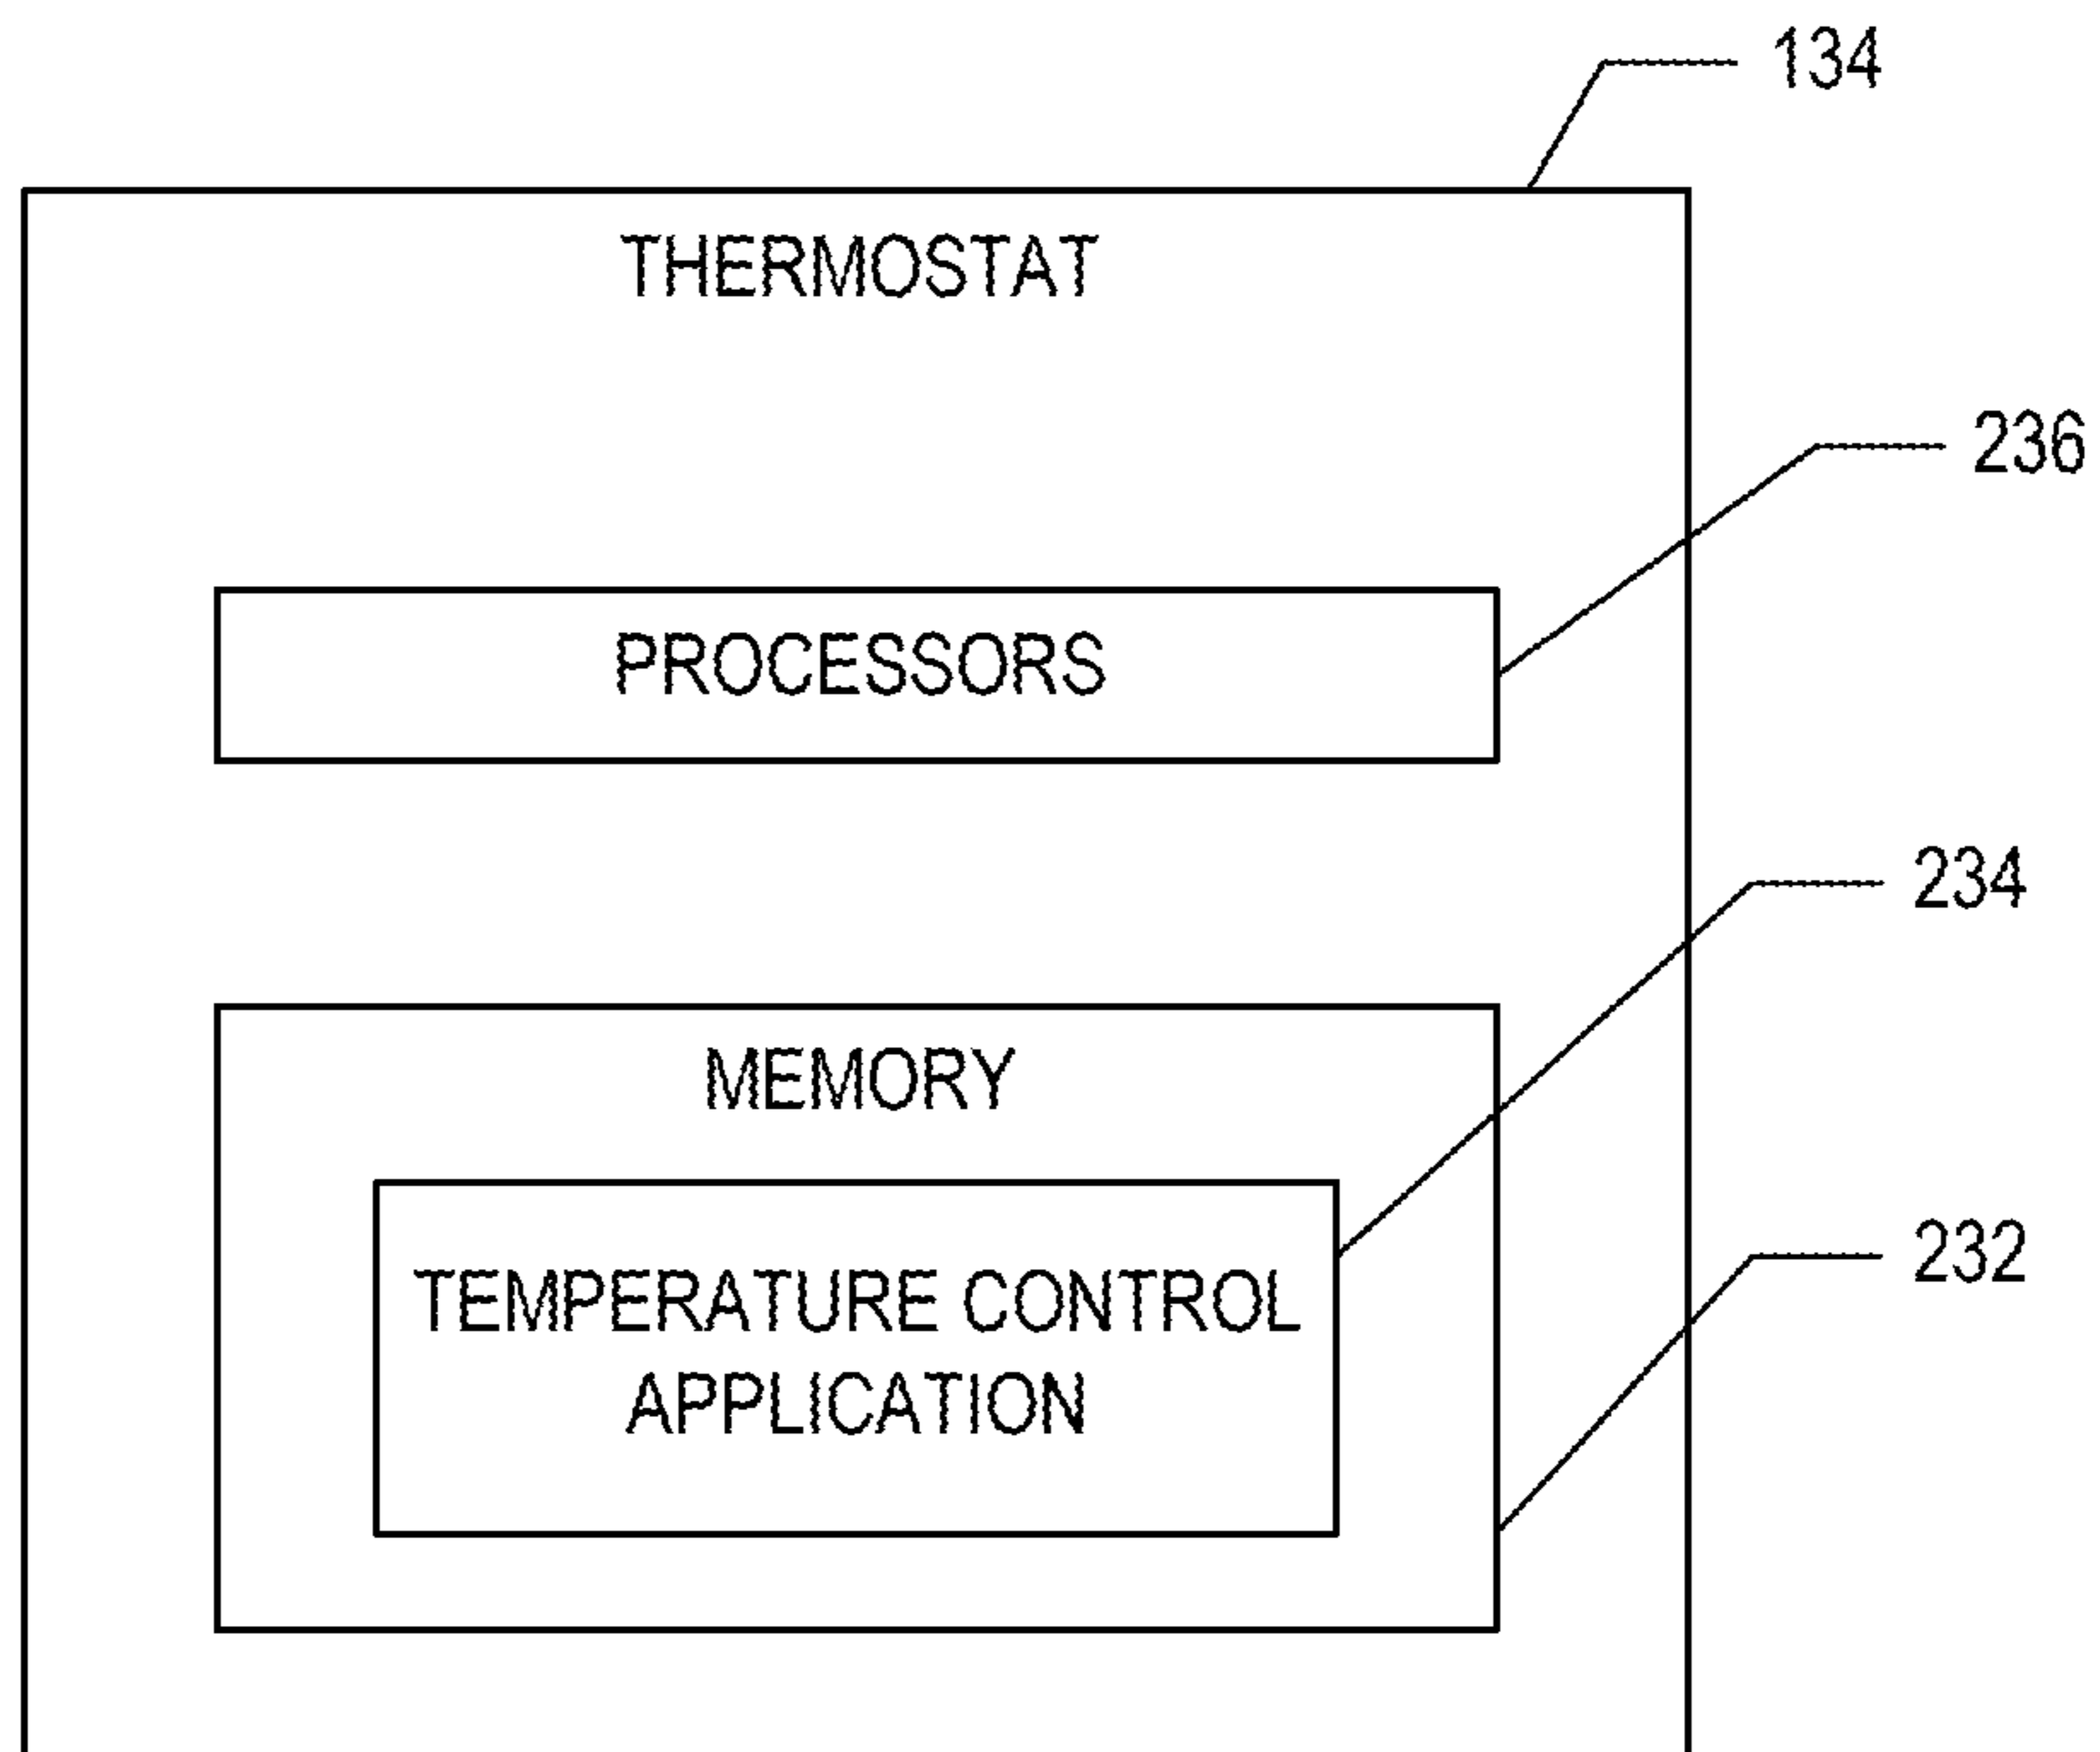 134
THERMOSTAT
236
PROCESSORS
234
MEMORY
232
TEMPERATURE CONTROL
APPLICATION